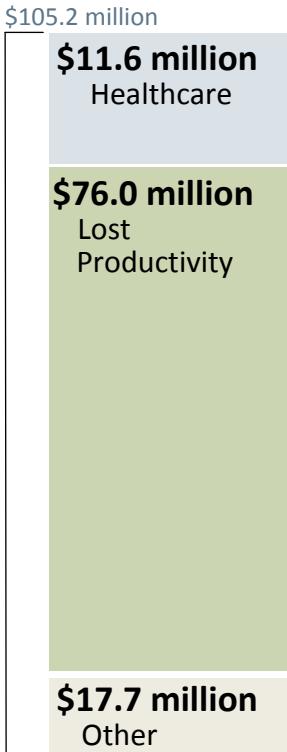 $105.2 million
$11.6 million
Healthcare
$76.0 million
Lost
Productivity
$17.7 million
Other